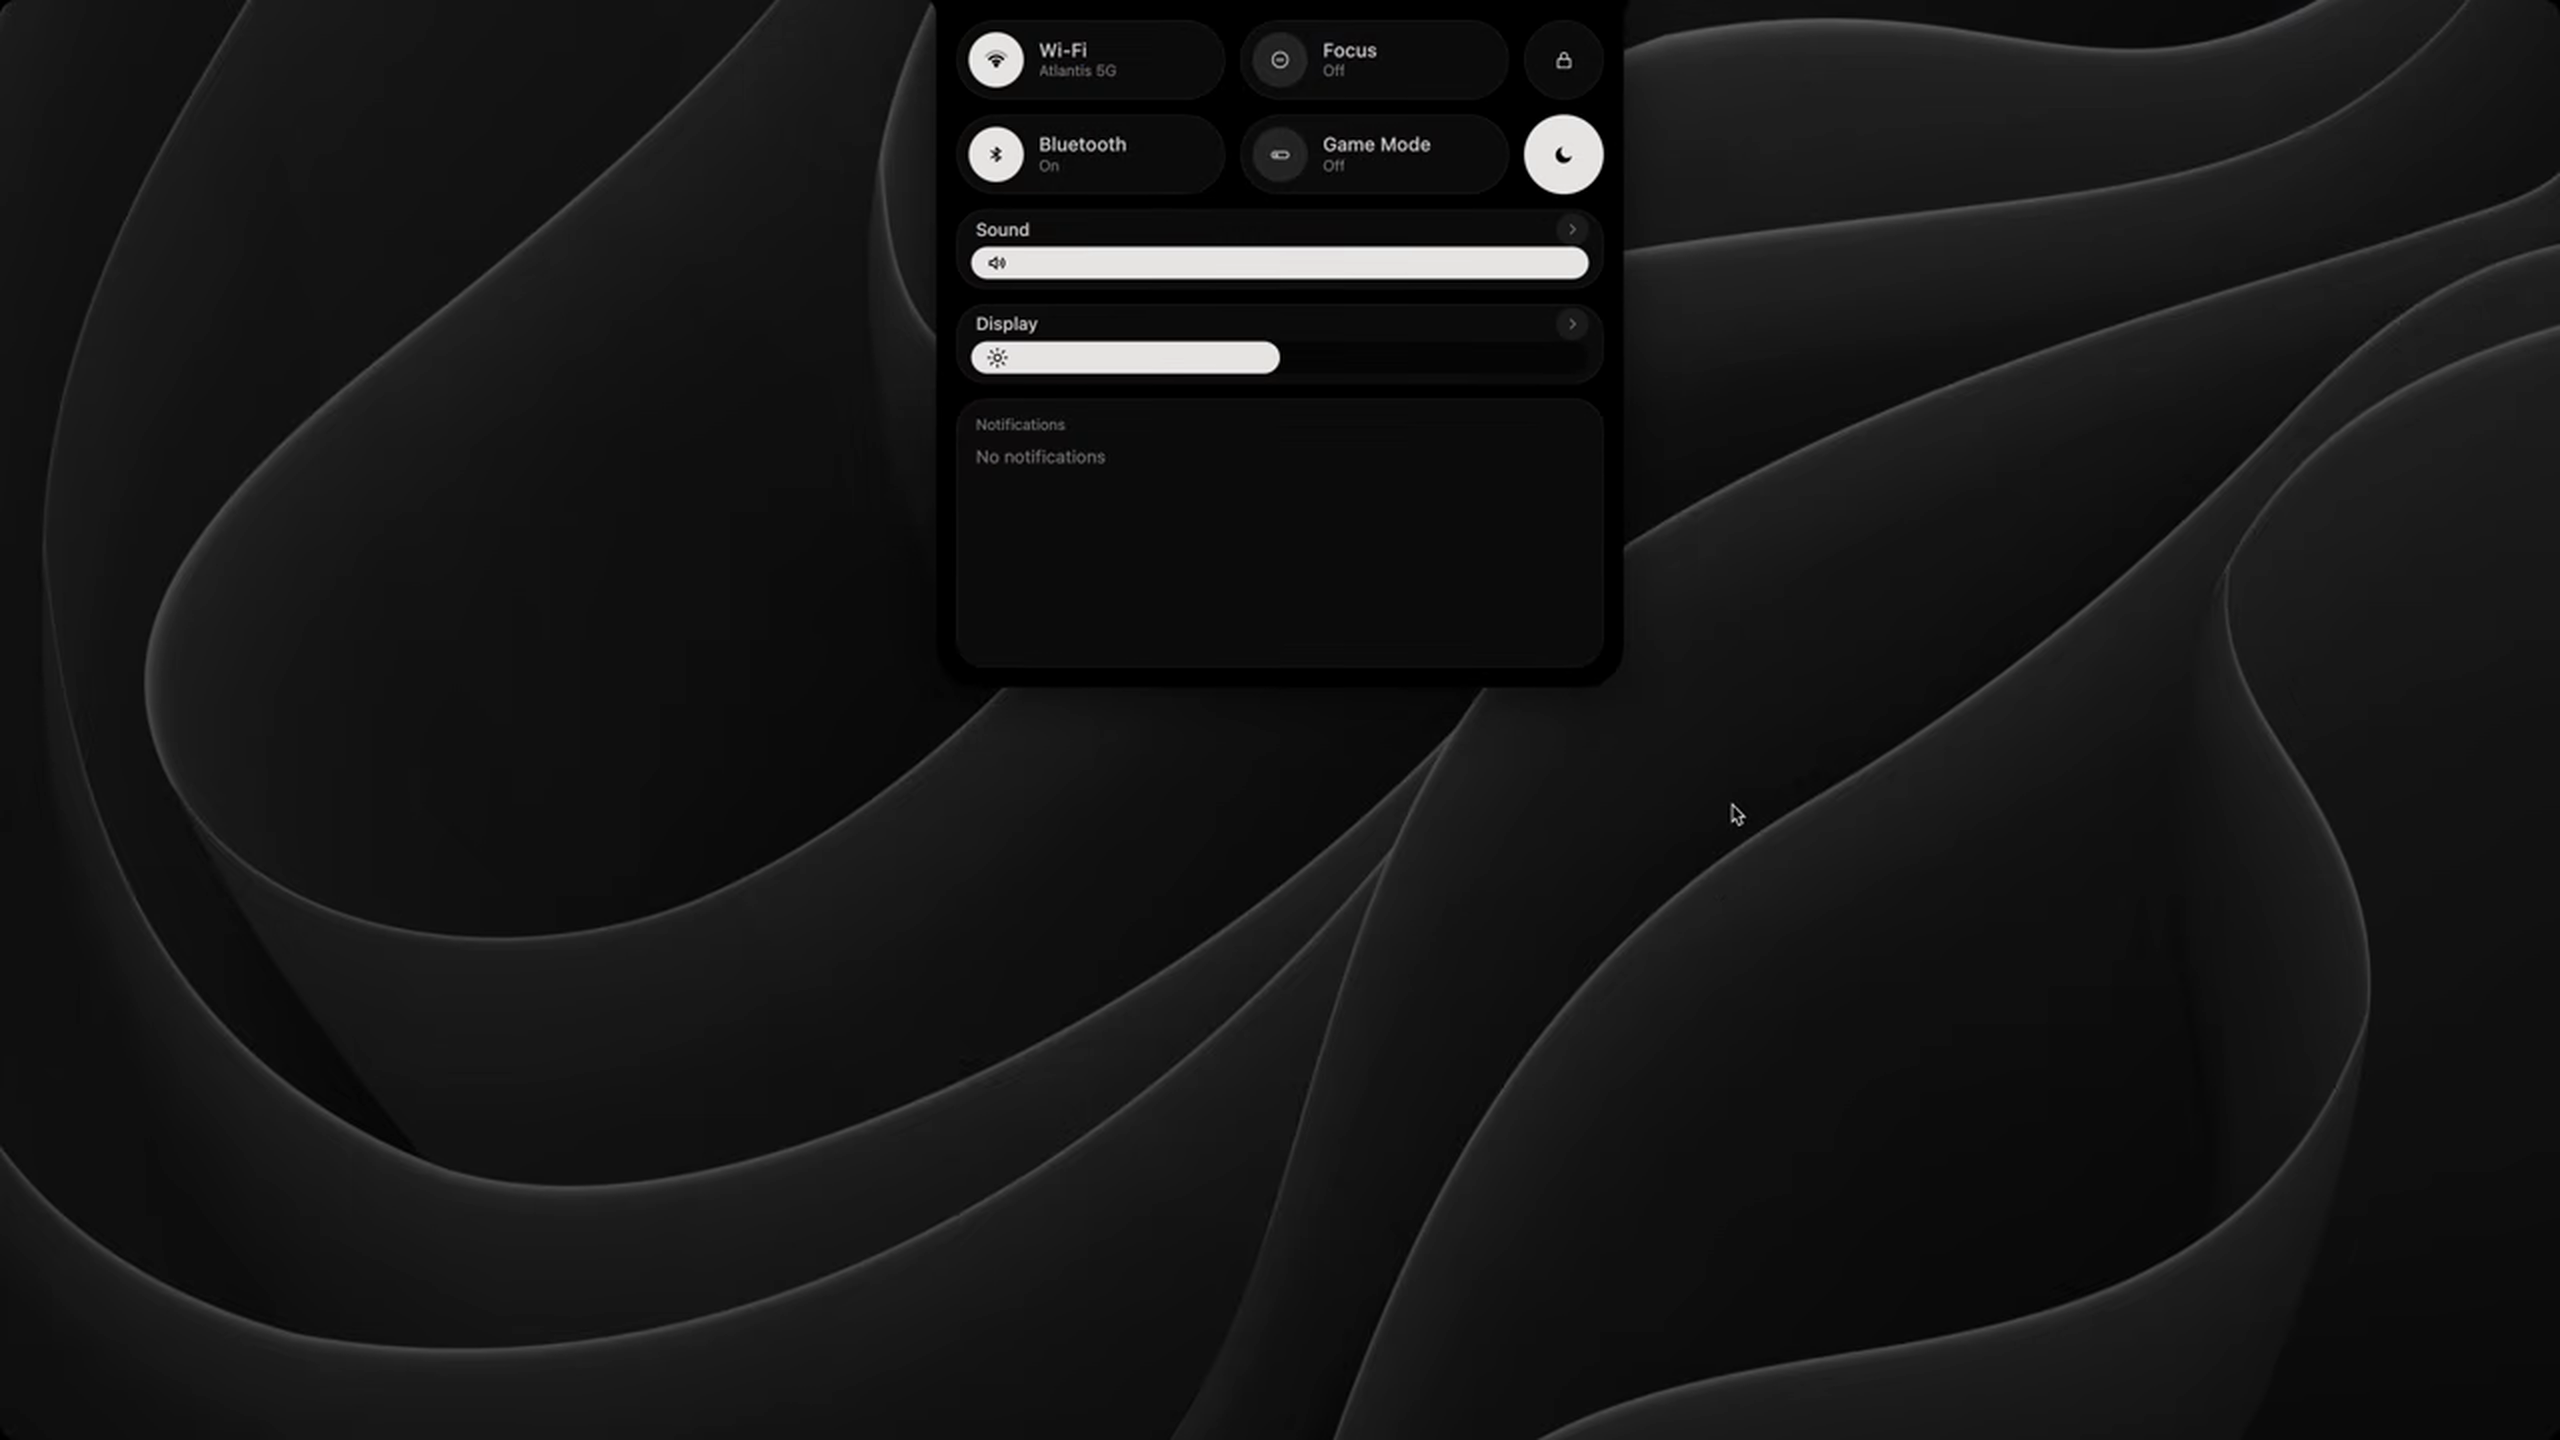 Wi-Fi
Atlantis 5G
Focus
Off
Bluetooth
On
Game Mode
Off
Sound
Display
Notifications
No notifications